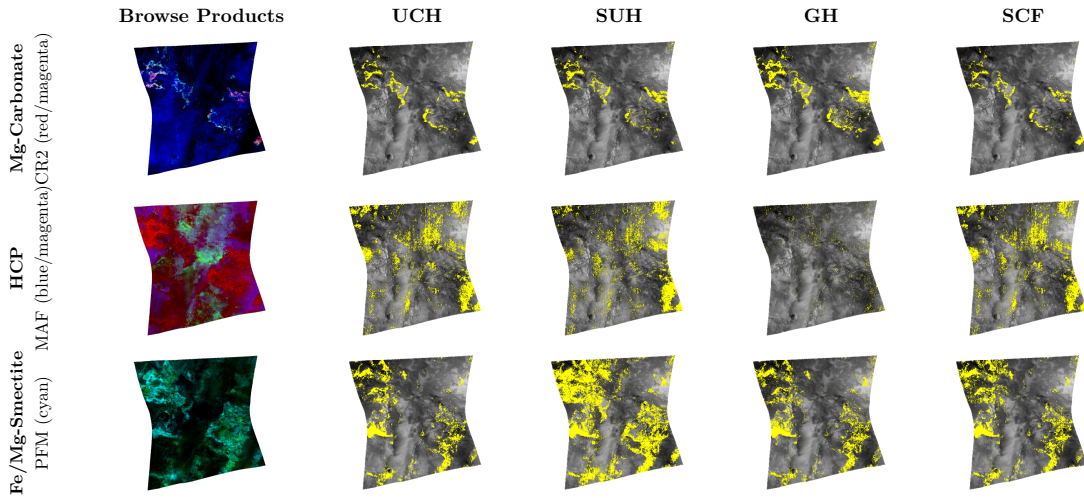 Browse Products UCH SUH GH SCF
Mg-Carbonate
CR2 (red/magenta)
HCP
MAF (blue/magenta)
Fe/Mg-Smectite
PFM (cyan)